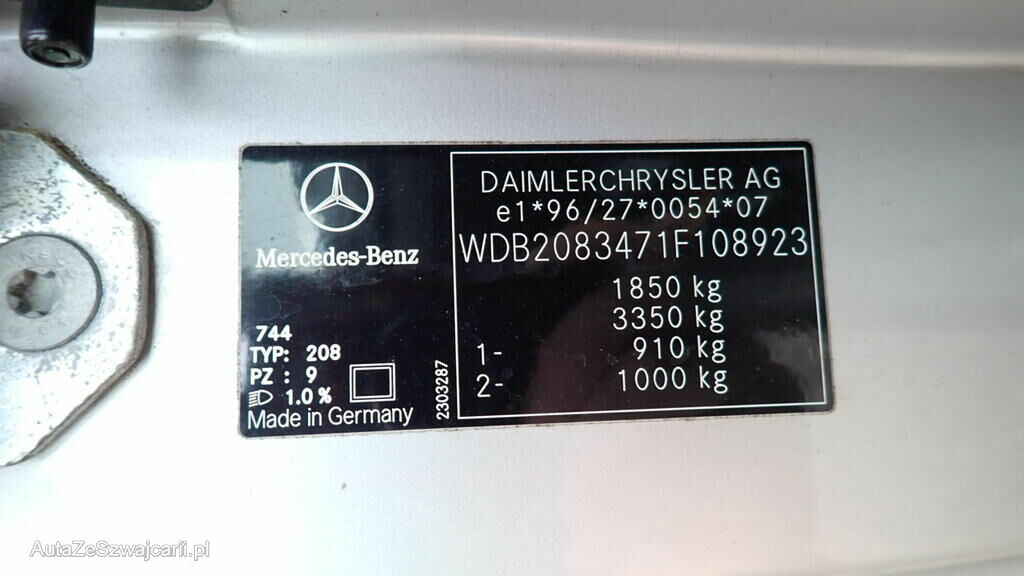 Mercedes-Benz
744
TYP: 208
PZ : 9
1.0 %
Made in Germany
2303287
DAIMLERCHRYSLER AG
e1*96/27*0054*07
WDB2083471F108923
1850 kg
3350 kg
1- 910 kg
2- 1000 kg
AutaZeSzwajcarii.pl